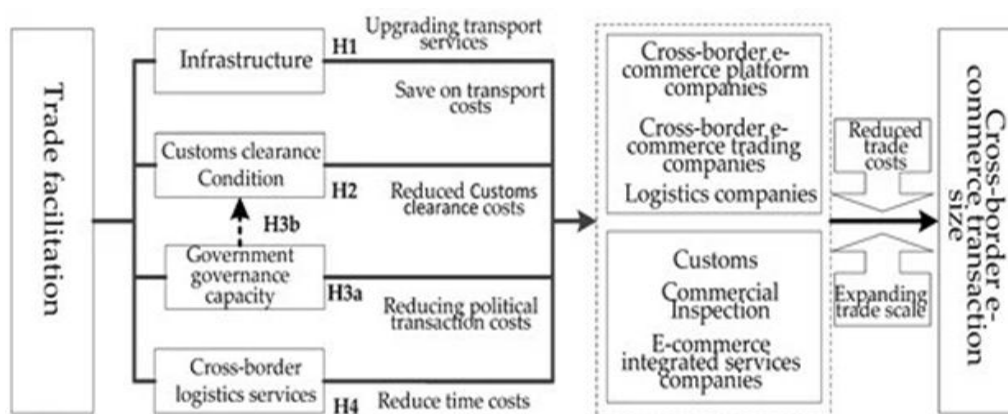 Trade facilitation
Infrastructure
H1
Upgrading transport
services
Save on transport
costs
Customs clearance
Condition
H2
Reduced Customs
clearance costs
H3b
Government
governance
capacity
H3a
Reducing political
transaction costs
Cross-border
logistics services
H4
Reduce time costs
Cross-border e-
commerce platform
companies
Cross-border e-
commerce trading
companies
Logistics companies
Customs
Commercial
Inspection
E-commerce
integrated services
companies
Reduced
trade
costs
Expanding
trade scale
Cross-border e-
commerce transaction
size